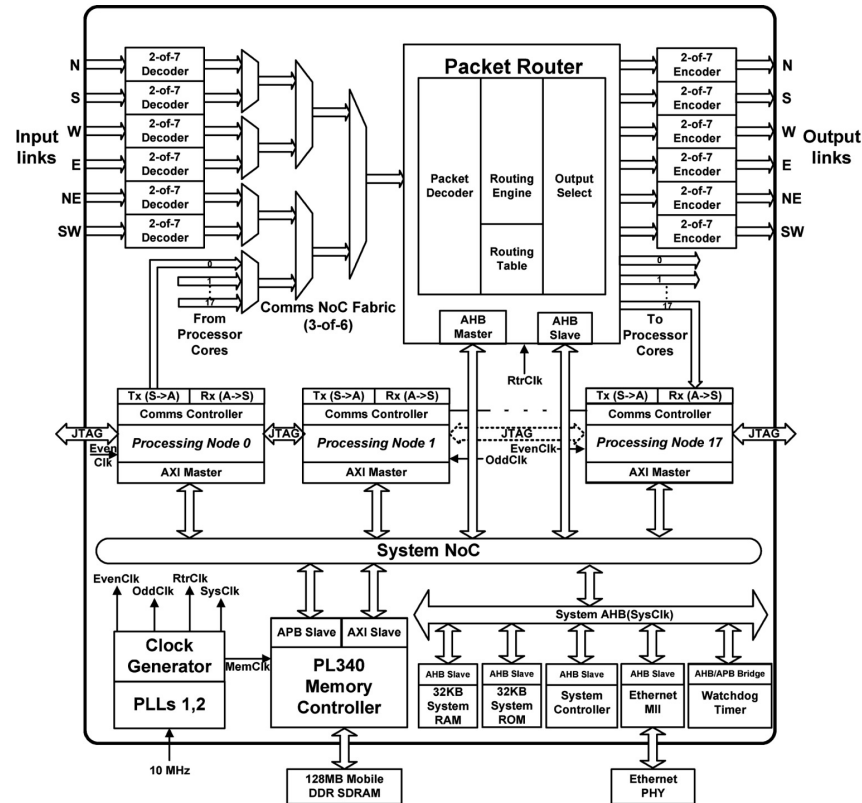 Input links
N
S
W
E
NE
SW
2-of-7 Decoder
2-of-7 Decoder
2-of-7 Decoder
2-of-7 Decoder
2-of-7 Decoder
2-of-7 Decoder
0
1
17
From Processor Cores
Comms NoC Fabric (3-of-6)
Packet Router
Packet Decoder
Routing Engine
Routing Table
Output Select
AHB Master
AHB Slave
RtrClk
2-of-7 Encoder
2-of-7 Encoder
2-of-7 Encoder
2-of-7 Encoder
2-of-7 Encoder
2-of-7 Encoder
N
S
W
E
NE
SW
Output links
0
1
17
To Processor Cores
Tx (S->A)
Rx (A->S)
Comms Controller
Processing Node 0
AXI Master
JTAG
Even Clk
JTAG
Tx (S->A)
Rx (A->S)
Comms Controller
Processing Node 1
AXI Master
OddClk
JTAG
EvenClk
Tx (S->A)
Rx (A->S)
Comms Controller
Processing Node 17
AXI Master
JTAG
System NoC
EvenClk
OddClk
RtrClk
SysClk
Clock Generator
PLLs 1,2
10 MHz
MemClk
APB Slave
AXI Slave
PL340 Memory Controller
128MB Mobile DDR SDRAM
System AHB(SysClk)
AHB Slave
32KB System RAM
AHB Slave
32KB System ROM
AHB Slave
System Controller
AHB Slave
Ethernet MII
AHB/APB Bridge
Watchdog Timer
Ethernet PHY